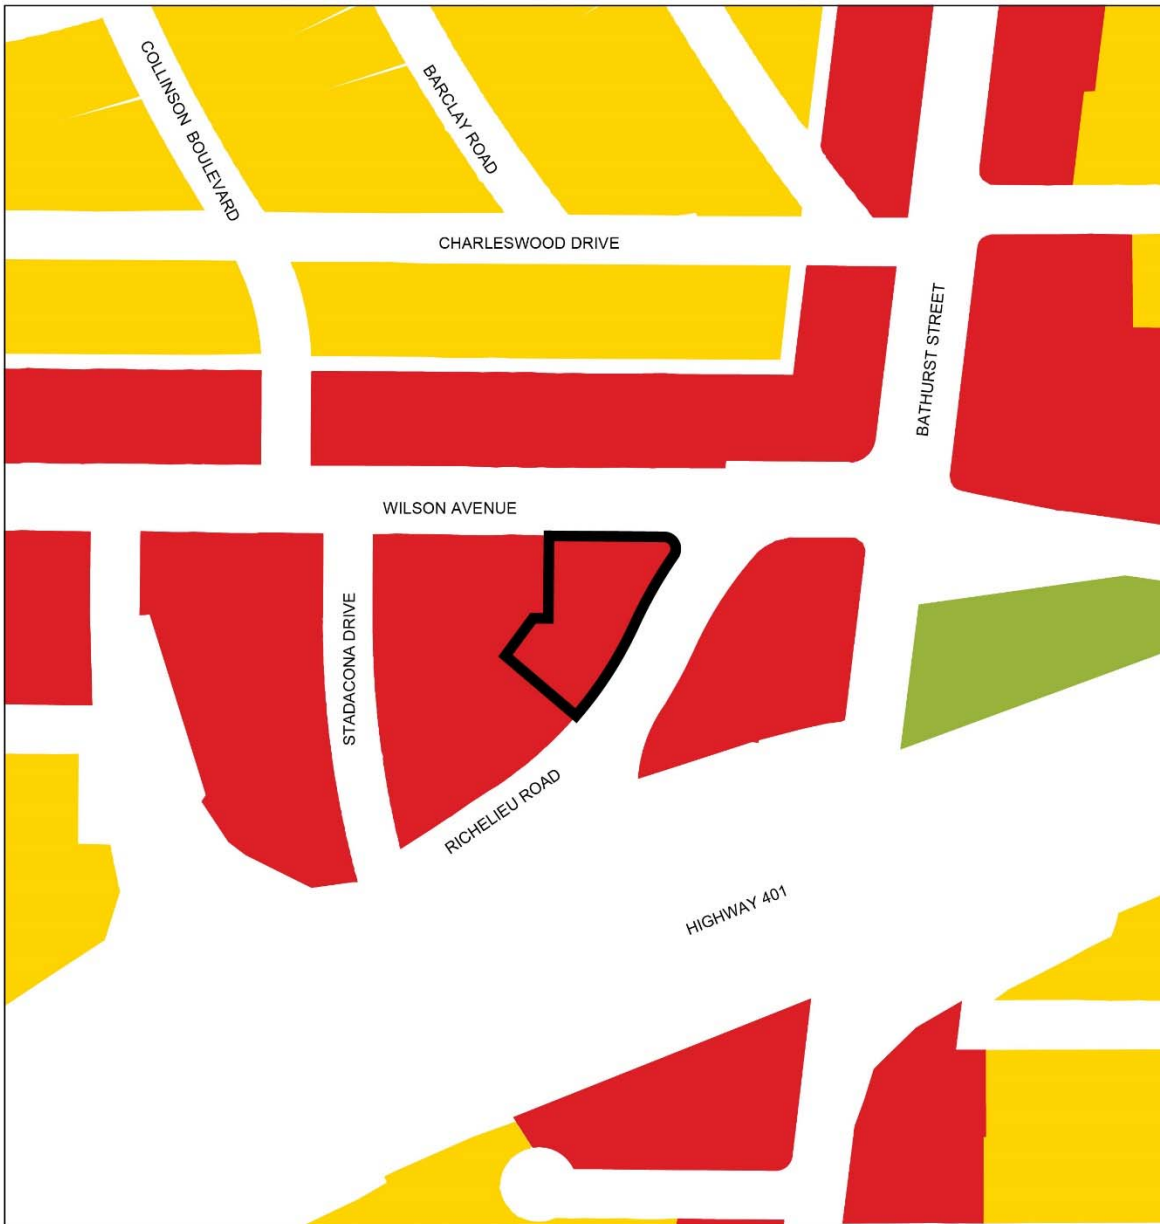 COLLINSON BOULEVARD
BARCLAY ROAD
CHARLESWOOD DRIVE
BATHURST STREET
WILSON AVENUE
STADACONA DRIVE
RICHELIEU ROAD
HIGHWAY 401